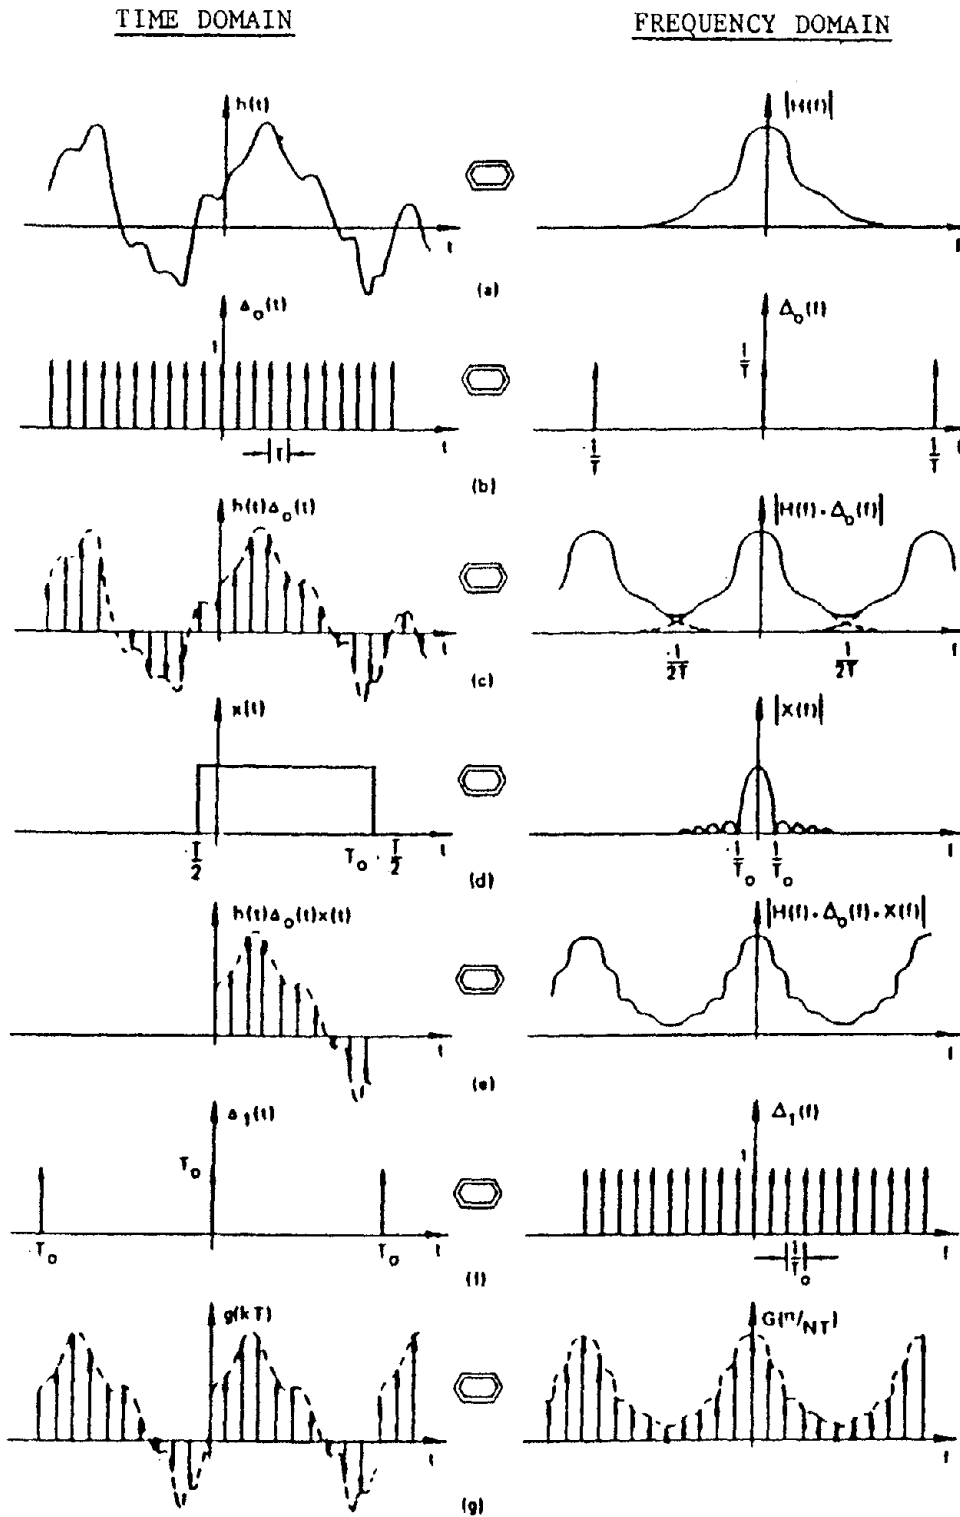 TIME DOMAIN
FREQUENCY DOMAIN
h(t)
|H(f)|
t
f
(a)
Δ₀(t)
Δ₀(f)
1
1/T
T
t
-1/T
1/T
f
(b)
h(t)Δ₀(t)
|H(f)*Δ₀(f)|
t
-1/2T
1/2T
f
(c)
x(t)
|X(f)|
-T/2
T₀-T/2
t
-1/T₀
1/T₀
f
(d)
h(t)Δ₀(t)x(t)
|H(f)*Δ₀(f)*X(f)|
t
f
(e)
Δ₁(t)
Δ₁(f)
T₀
1
-T₀
T₀
t
1/T₀
f
(f)
g(kT)
G(n/NT)
t
f
(g)